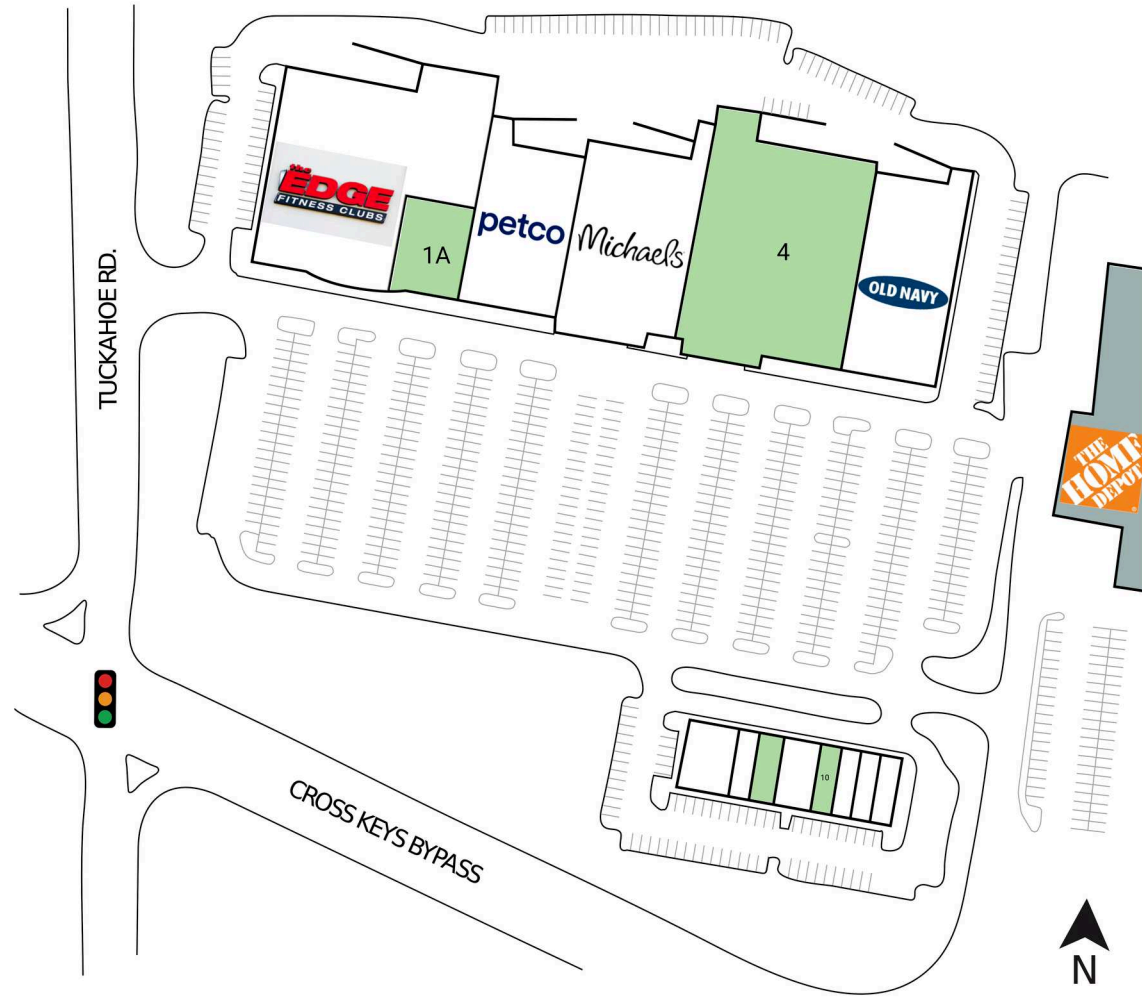 the
EDGE
FITNESS CLUBS
1A
petco
Michaels
4
OLD NAVY
TUCKAHOE RD.
THE
HOME
DEPOT
10
CROSS KEYS BYPASS
N